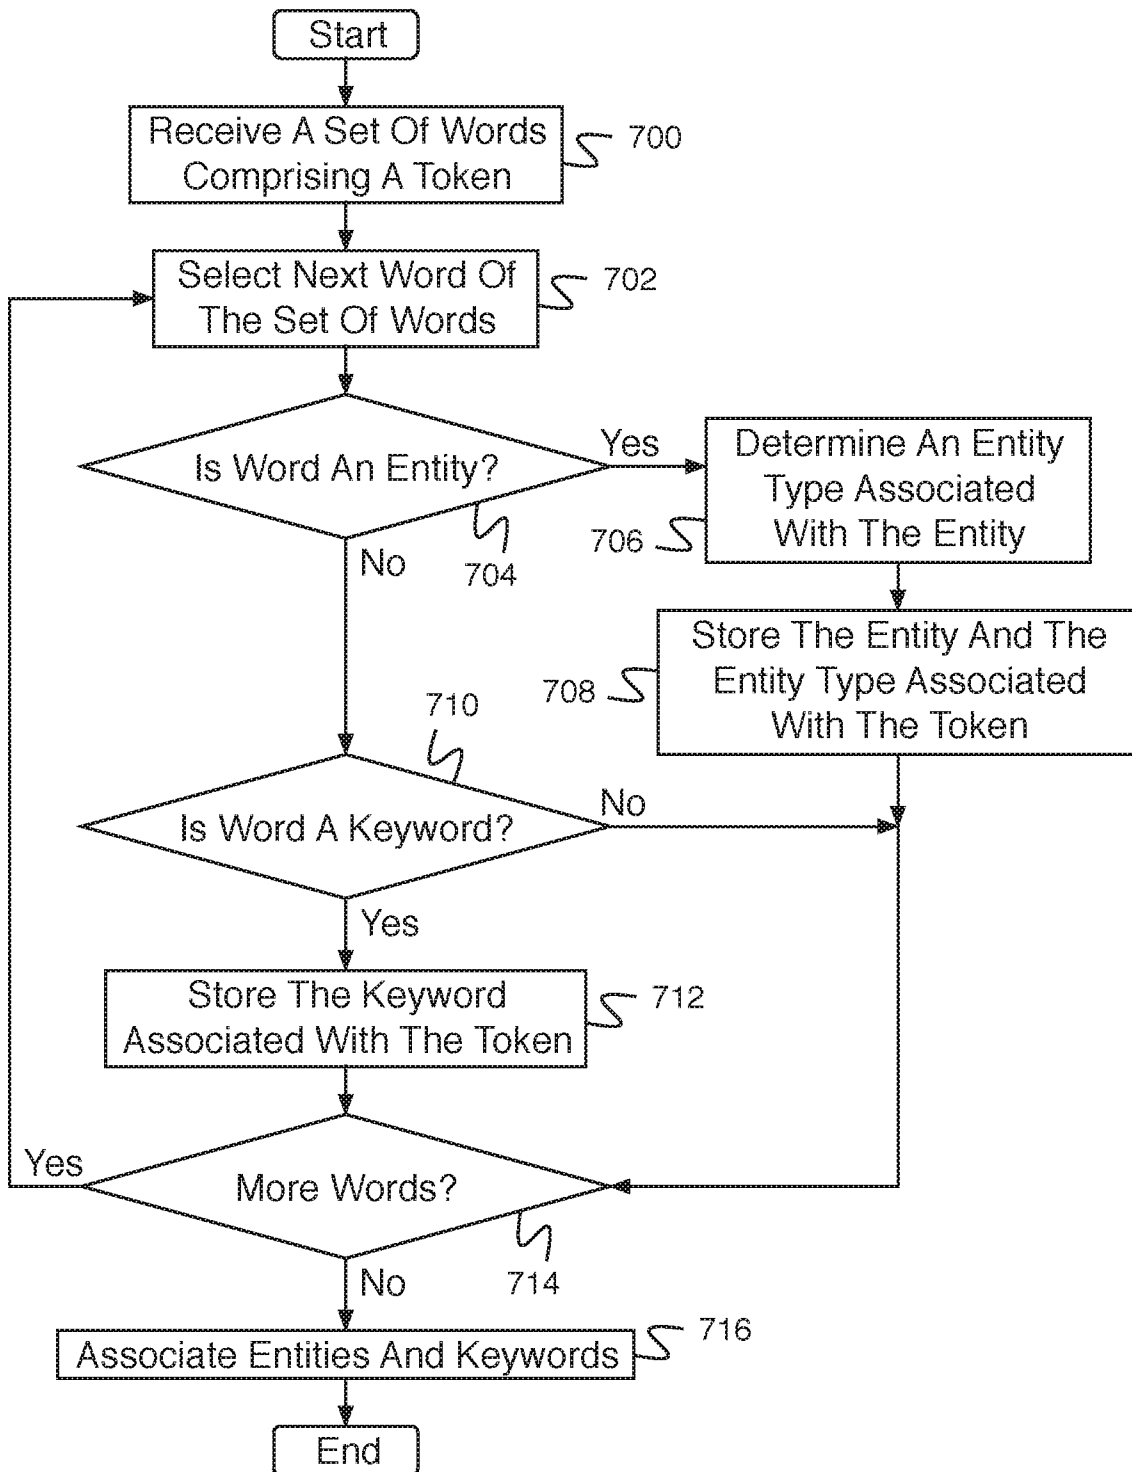 Start
Receive A Set Of Words
Comprising A Token
700
Select Next Word Of
The Set Of Words
702
Is Word An Entity?
Yes
No
704
Determine An Entity
Type Associated
With The Entity
706
Store The Entity And The
Entity Type Associated
With The Token
708
710
Is Word A Keyword?
No
Yes
Store The Keyword
Associated With The Token
712
More Words?
Yes
No
714
Associate Entities And Keywords
716
End